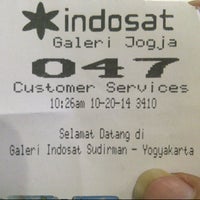 indosat
Galeri Jogja
047
Customer Services
10:26am 10-20-14 3410
Selamat Datang di
Galeri Indosat Sudirman - Yogyakarta